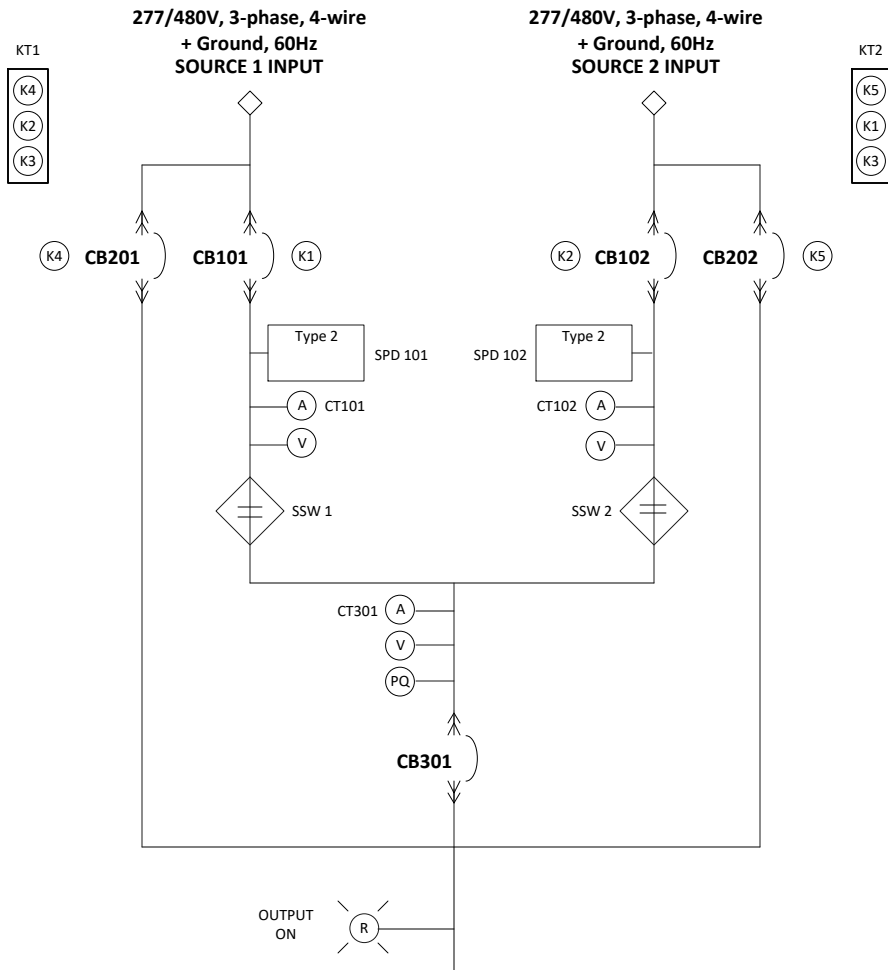 277/480V, 3-phase, 4-wire
+ Ground, 60Hz
SOURCE 1 INPUT
277/480V, 3-phase, 4-wire
+ Ground, 60Hz
SOURCE 2 INPUT
KT1
K4
K2
K3
KT2
K5
K1
K3
K4
CB201
CB101
K1
K2
CB102
CB202
K5
Type 2
SPD 101
SPD 102
Type 2
A
CT101
CT102
A
V
V
SSW 1
SSW 2
CT301
A
V
PQ
CB301
OUTPUT
ON
R